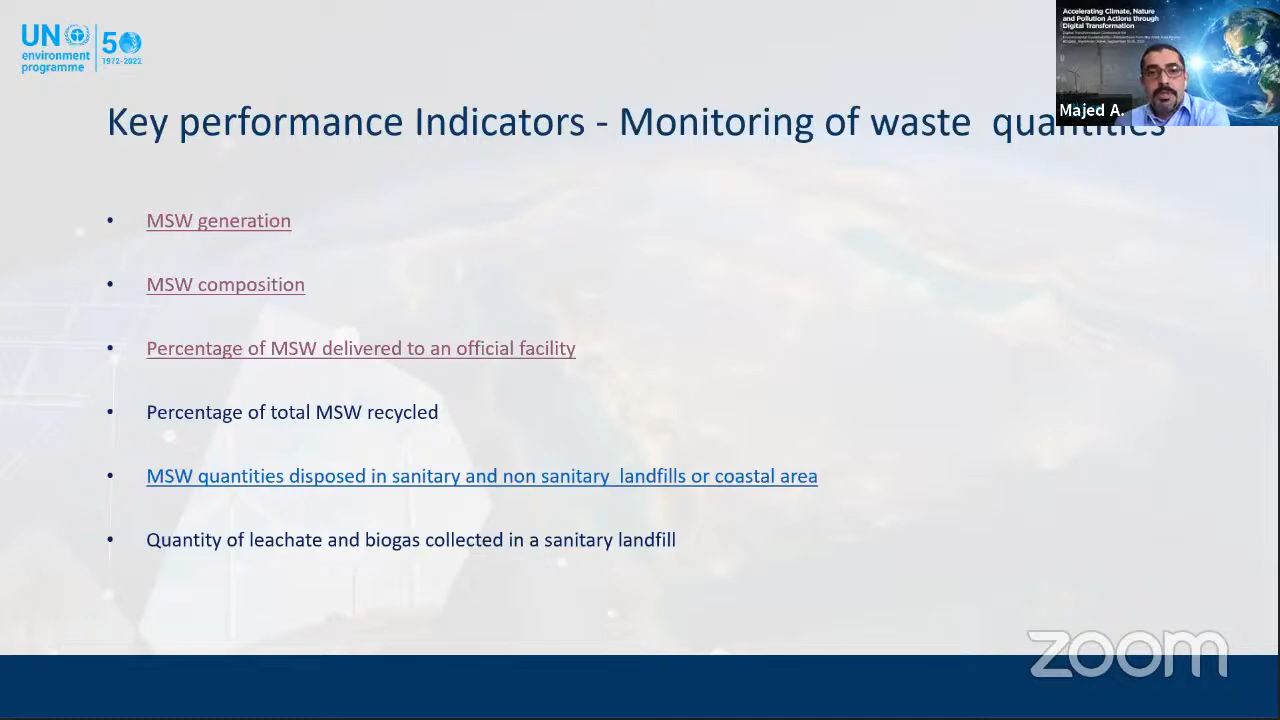 UN
environment
programme
50
1972-2022
Accelerating Climate, Nature
and Pollution Actions through
Digital Transformation
Majed A.
Key performance Indicators - Monitoring of waste quantities
• MSW generation
• MSW composition
• Percentage of MSW delivered to an official facility
• Percentage of total MSW recycled
• MSW quantities disposed in sanitary and non sanitary landfills or coastal area
• Quantity of leachate and biogas collected in a sanitary landfill
zoom